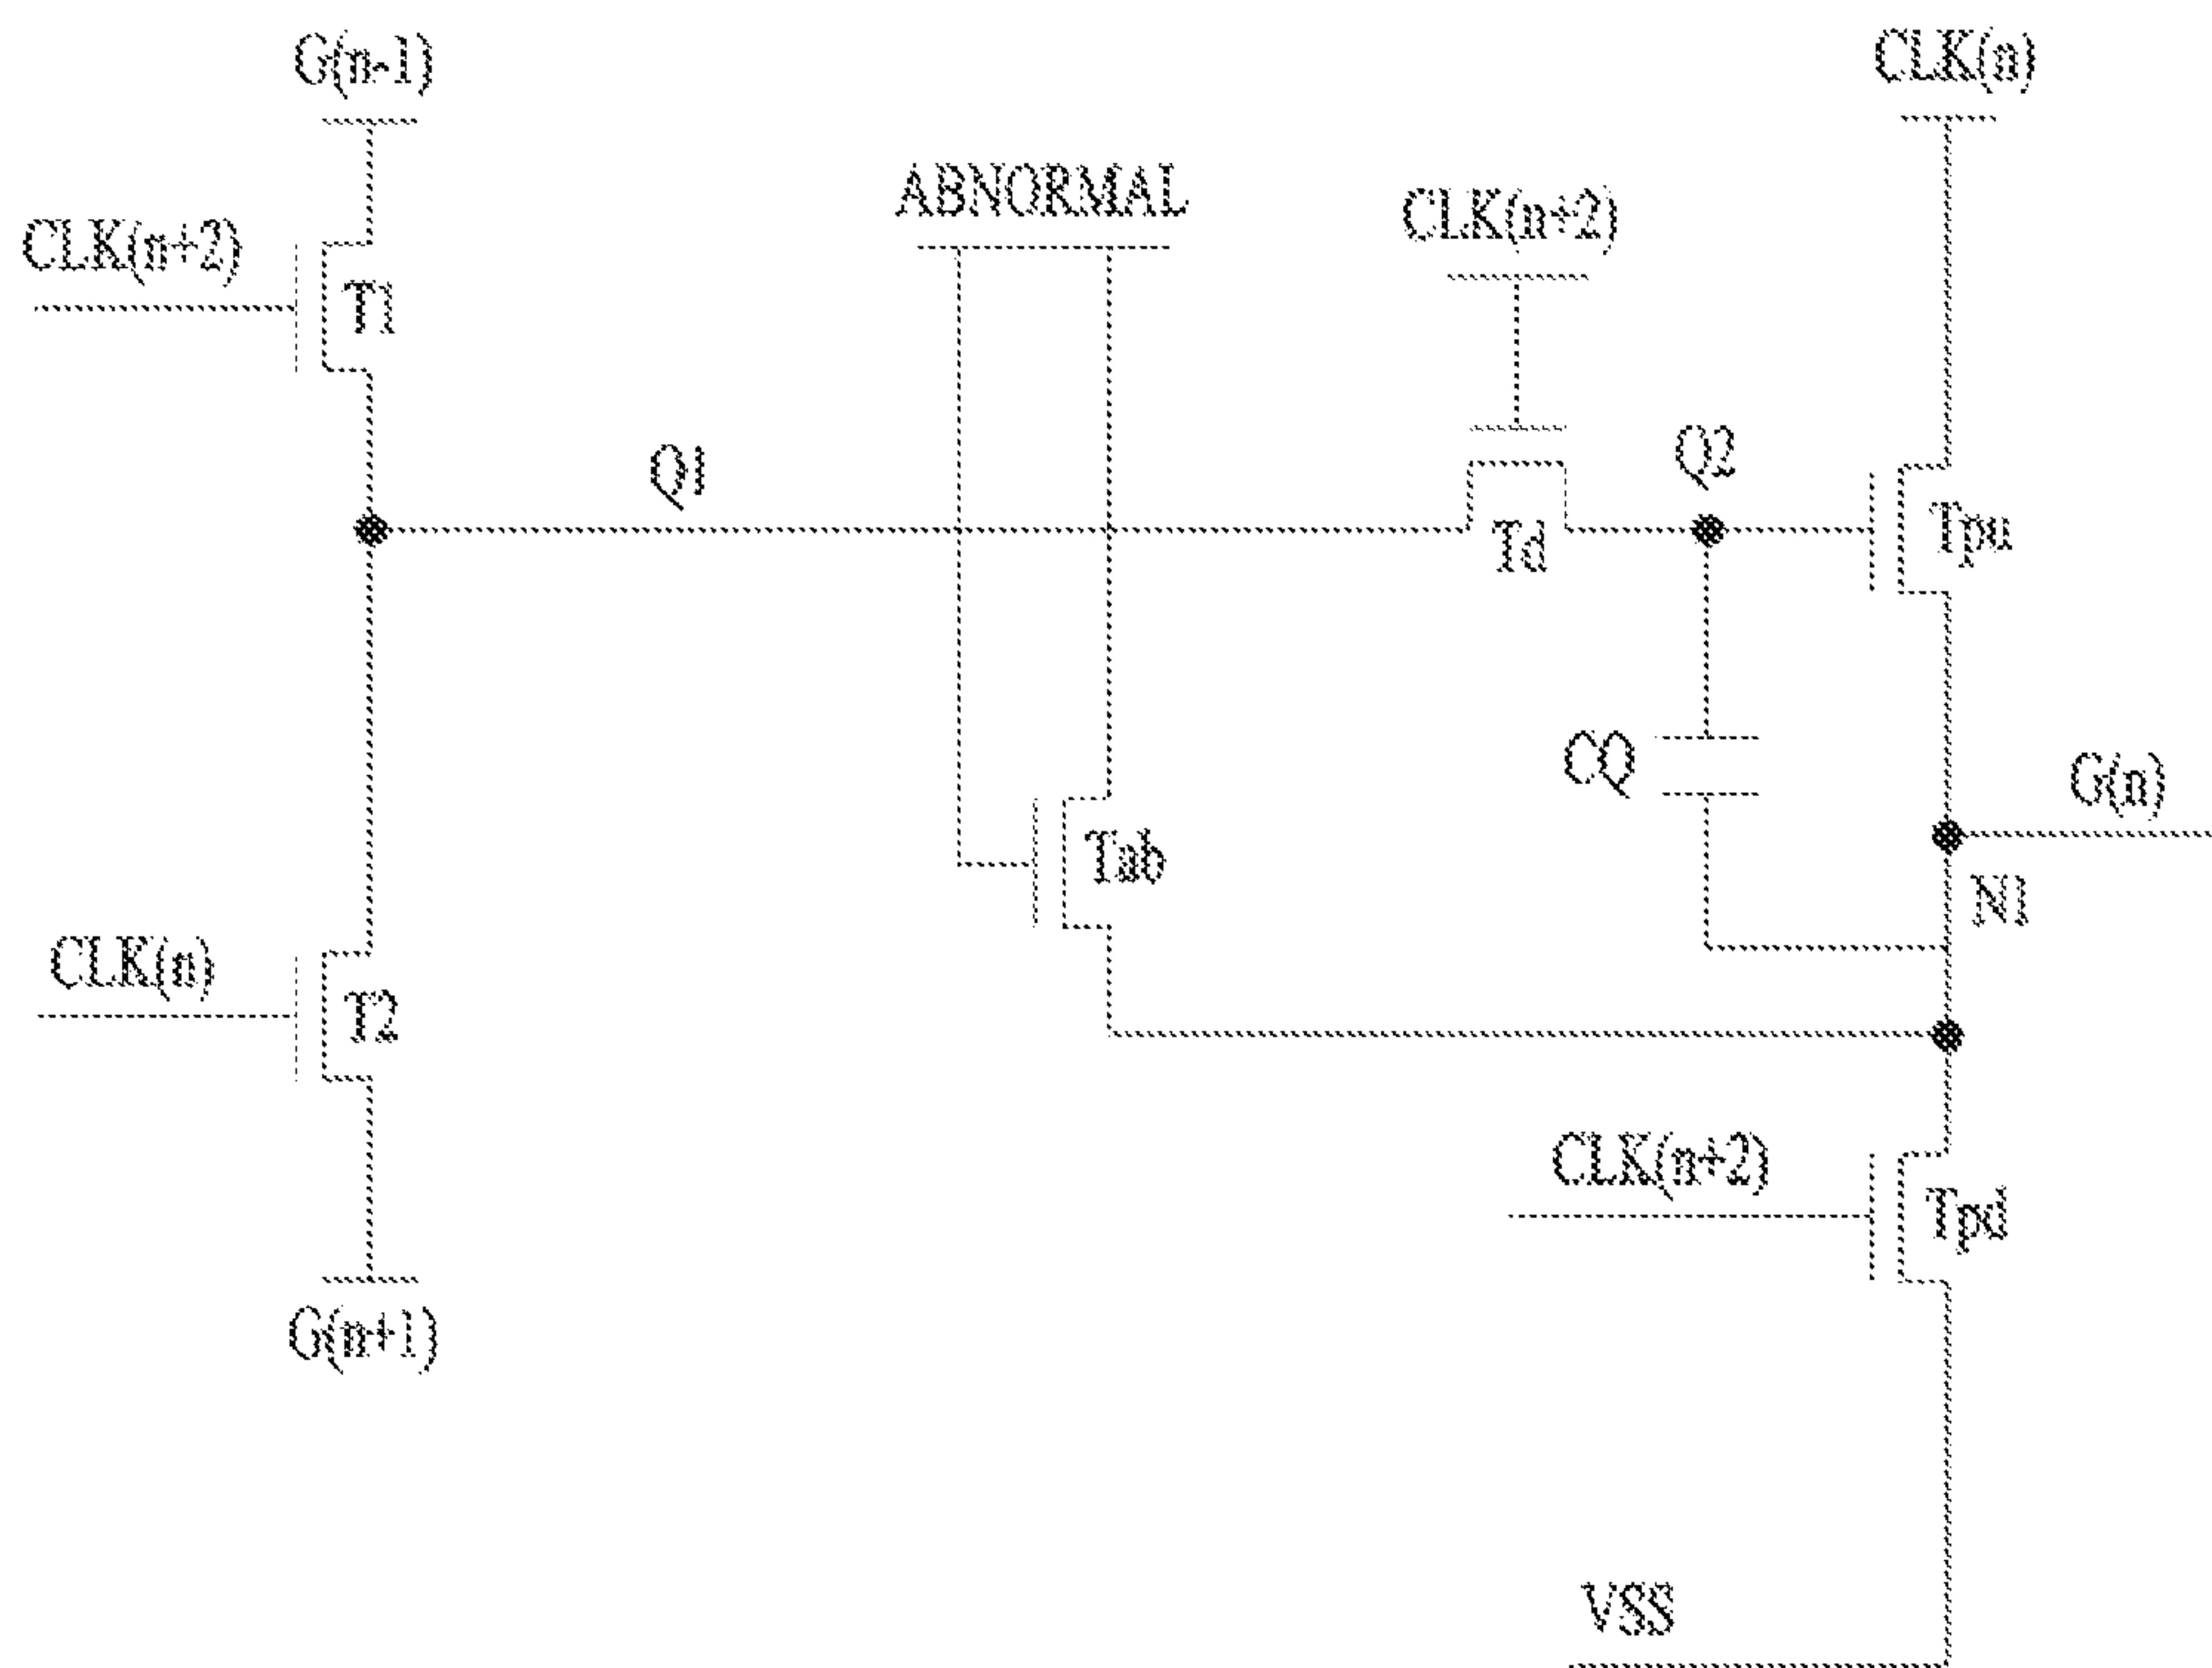 G(n-1)
CLK(n)
ABNORMAL
CLK(n+2)
CLK(n+2)
T1
Q1
Q2
Td
Tpu
CQ
G(n)
Tab
N1
CLK(n)
T2
CLK(n+2)
Tpd
G(n+1)
VSS